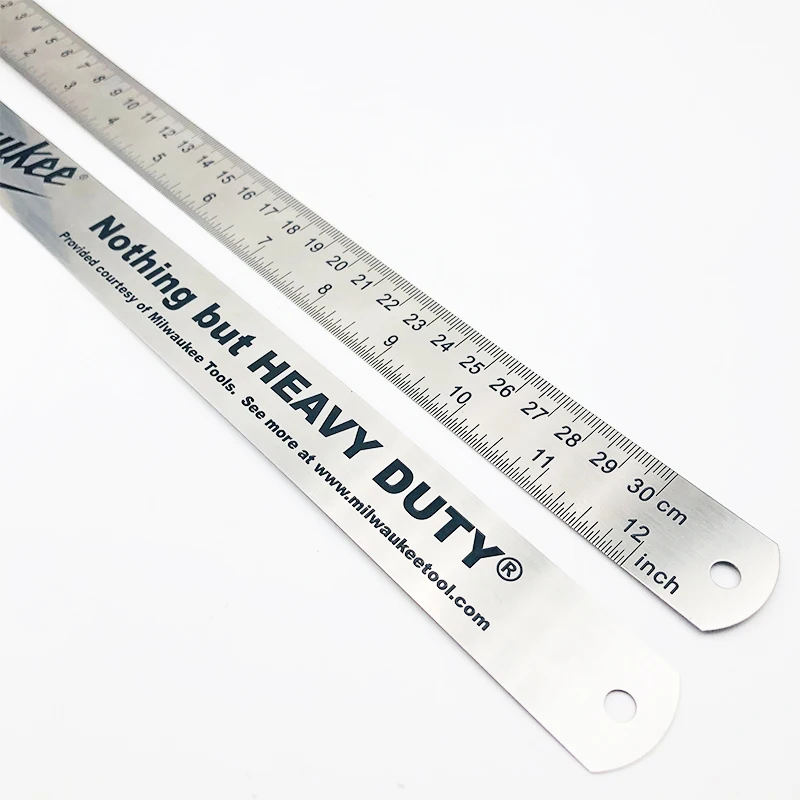 2 3 4 5 6 7 8 9 10 11 12 13 14 15 16 17 18 19 20 21 22 23 24 25 26 27 28 29 30 cm
2 3 4 5 6 7 8 9 10 11 12 inch
Nothing but HEAVY DUTY®
Provided courtesy of Milwaukee Tools. See more at www.milwaukeetool.com